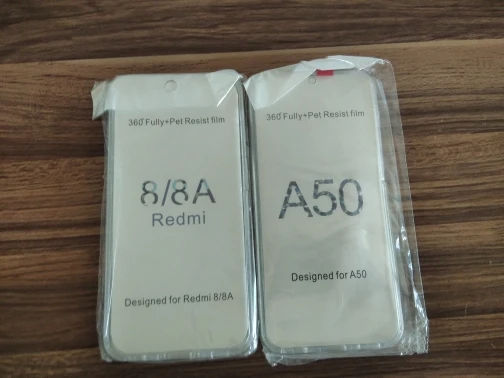 360°Fully+Pet Resist film
8/8A
Redmi
Designed for Redmi 8/8A
360°Fully+Pet Resist film
A50
Designed for A50